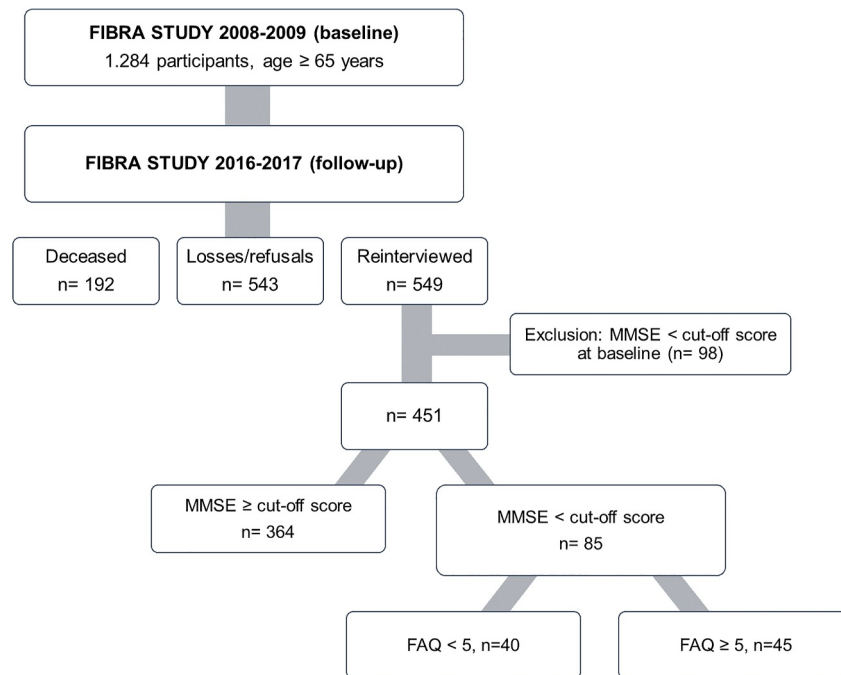 FIBRA STUDY 2008-2009 (baseline)
1.284 participants, age ≥ 65 years
FIBRA STUDY 2016-2017 (follow-up)
Deceased
n= 192
Losses/refusals
n= 543
Reinterviewed
n= 549
Exclusion: MMSE < cut-off score
at baseline (n= 98)
n= 451
MMSE ≥ cut-off score
n= 364
MMSE < cut-off score
n= 85
FAQ < 5, n=40
FAQ ≥ 5, n=45